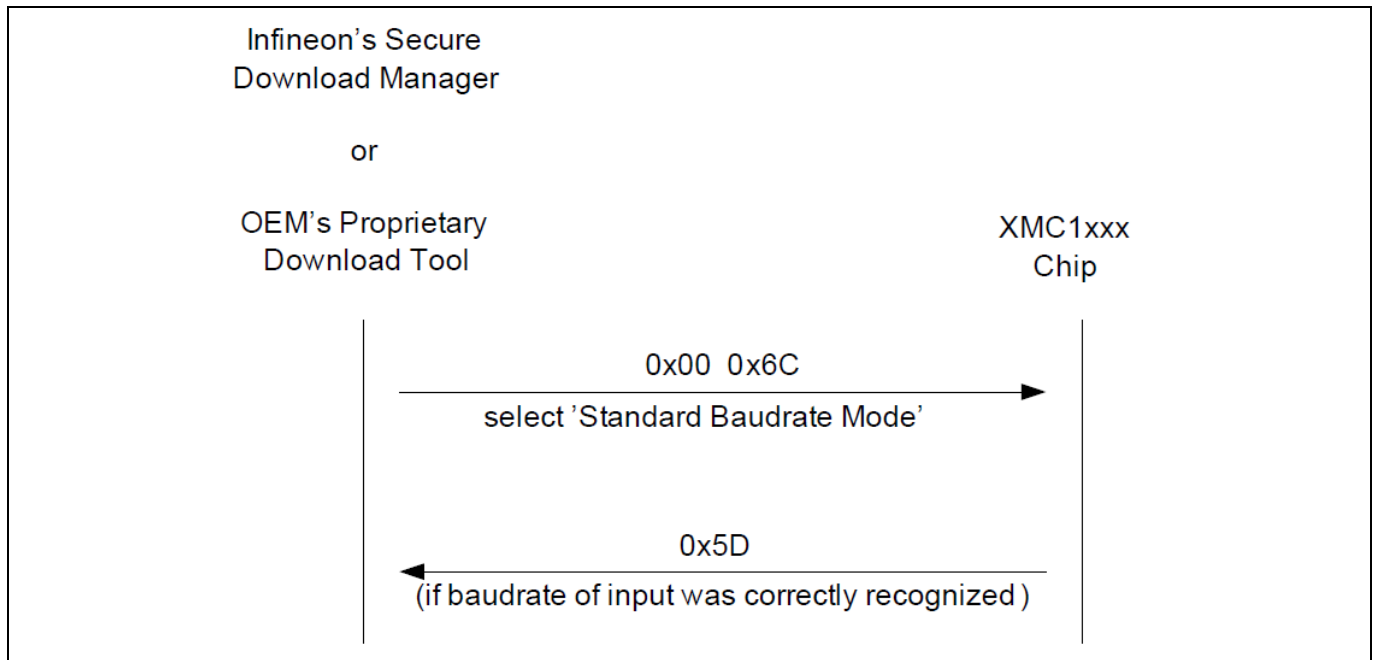 Infineon’s Secure
Download Manager
or
OEM’s Proprietary
Download Tool
XMC1xxx
Chip
0x00 0x6C
select ’Standard Baudrate Mode’
0x5D
(if baudrate of input was correctly recognized )